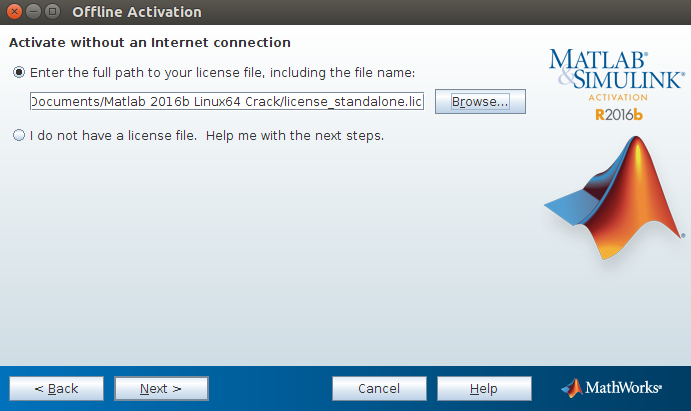 Offline Activation
Activate without an Internet connection
Enter the full path to your license file, including the file name:
Documents/Matlab 2016b Linux64 Crack/license_standalone.lic
Browse...
I do not have a license file. Help me with the next steps.
MATLAB®
&SIMULINK®
ACTIVATION
R2016b
< Back
Next >
Cancel
Help
MathWorks®